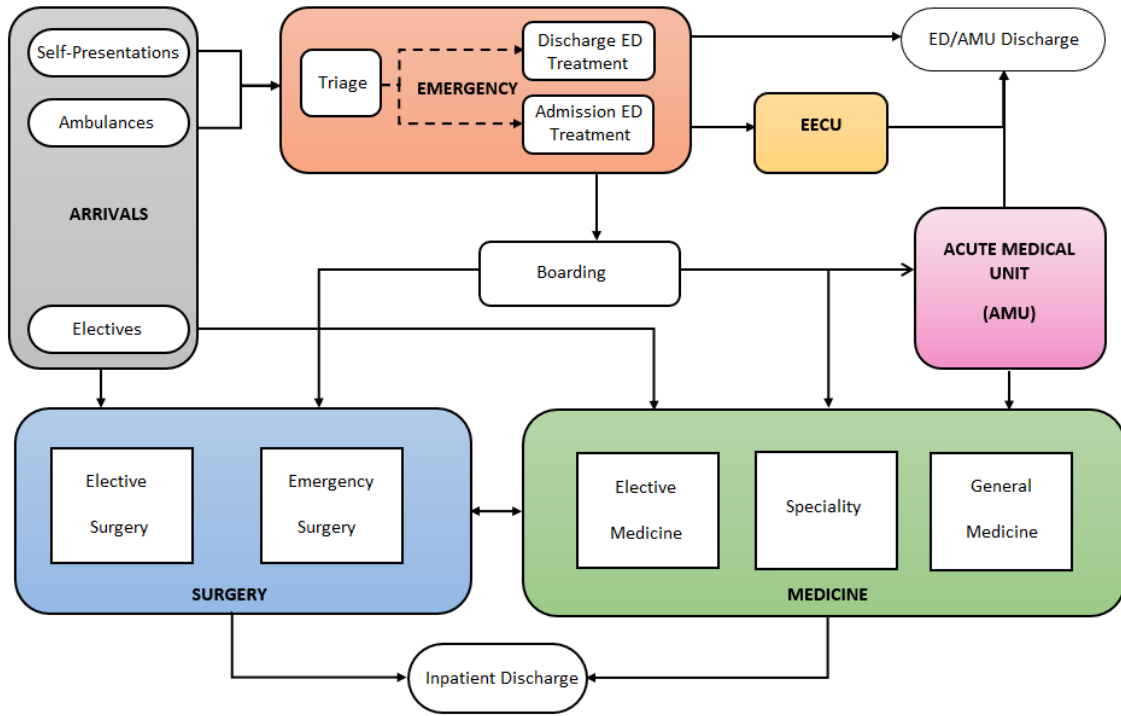 Self-Presentations
Ambulances
ARRIVALS
Electives
Triage
EMERGENCY
Discharge ED
Treatment
Admission ED
Treatment
EECU
ED/AMU Discharge
Boarding
ACUTE MEDICAL
UNIT
(AMU)
Elective
Surgery
Emergency
Surgery
SURGERY
Elective
Medicine
Speciality
General
Medicine
MEDICINE
Inpatient Discharge